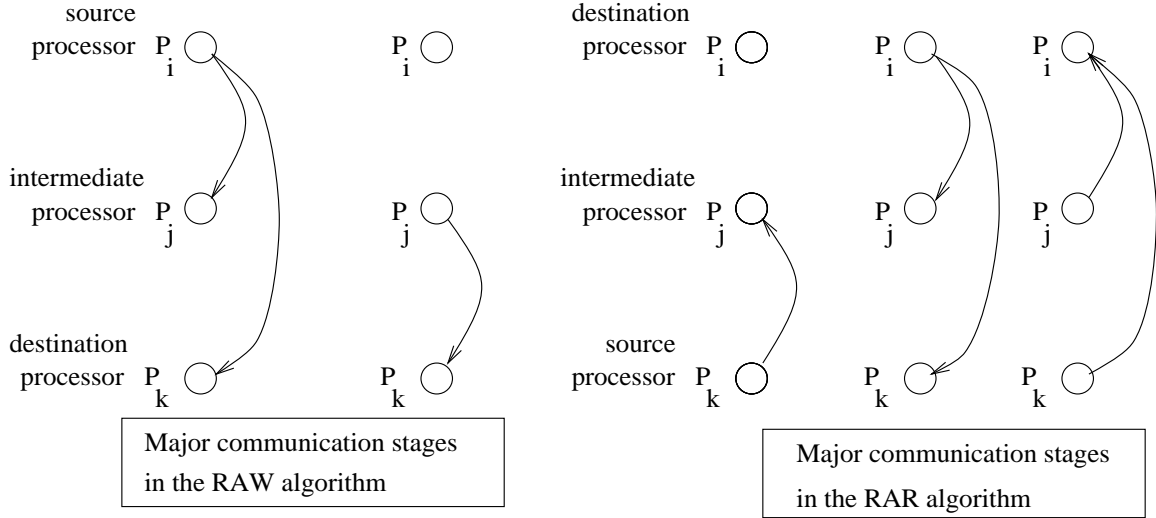 source
processor P i
P i
intermediate
processor P j
P j
destination
processor P k
P k
Major communication stages
in the RAW algorithm
destination
processor P i
P i
P i
intermediate
processor P j
P j
P j
source
processor P k
P k
P k
Major communication stages
in the RAR algorithm